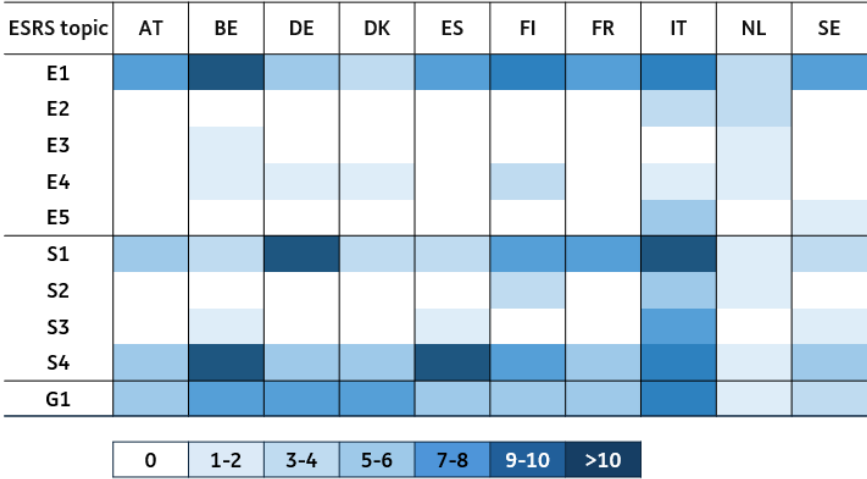 ESRS topic AT BE DE DK ES FI FR IT NL SE
E1
E2
E3
E4
E5
S1
S2
S3
S4
G1
0 1-2 3-4 5-6 7-8 9-10 >10